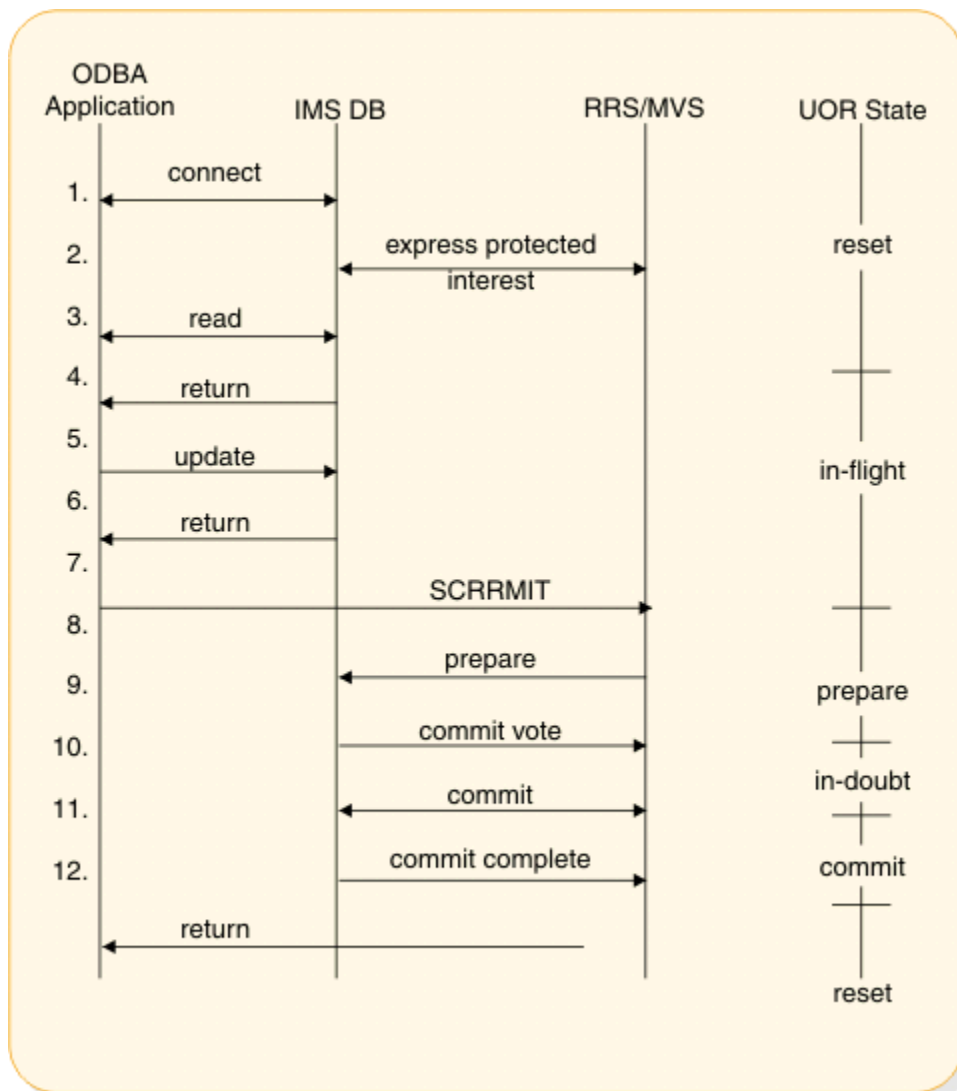 ODBA
Application
IMS DB
RRS/MVS
UOR State
connect
1.
express protected
2.
reset
interest
3.
read
4.
return
5.
update
in-flight
6.
return
7.
SCRRMIT
8.
prepare
9.
prepare
commit vote
10.
in-doubt
commit
11.
commit complete
12.
commit
return
reset